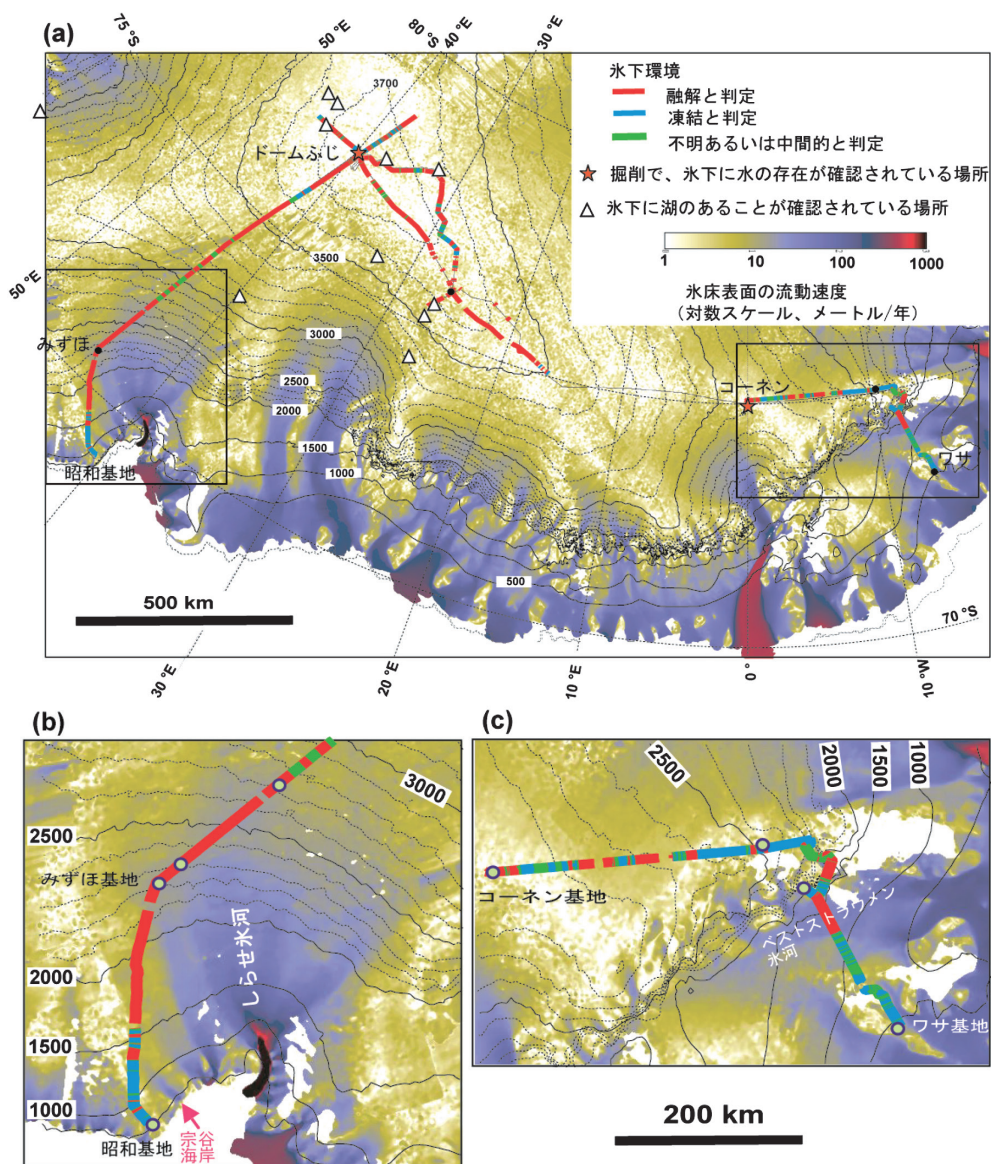 (a)
75 °S
50 °E
80 °S
40 °E
30 °E
3700
ドームふじ
氷下環境
融解と判定
凍結と判定
不明あるいは中間的と判定
掘削で、氷下に水の存在が確認されている場所
氷下に湖のあることが確認されている場所
1 10 100 1000
氷床表面の流動速度
(対数スケール、メートル/年)
50 °E
3500
3000
2500
2000
1500
1000
500
みずほ
昭和基地
コーネン
ワサ
500 km
70 °S
30 °E
20 °E
10 °E
0 °
10 °W
(b)
3000
2500
みずほ基地
2000
しらせ氷河
1500
1000
昭和基地
宗谷
海岸
(c)
2500
2000
1500
1000
コーネン基地
ベストストラウメン
氷河
ワサ基地
200 km